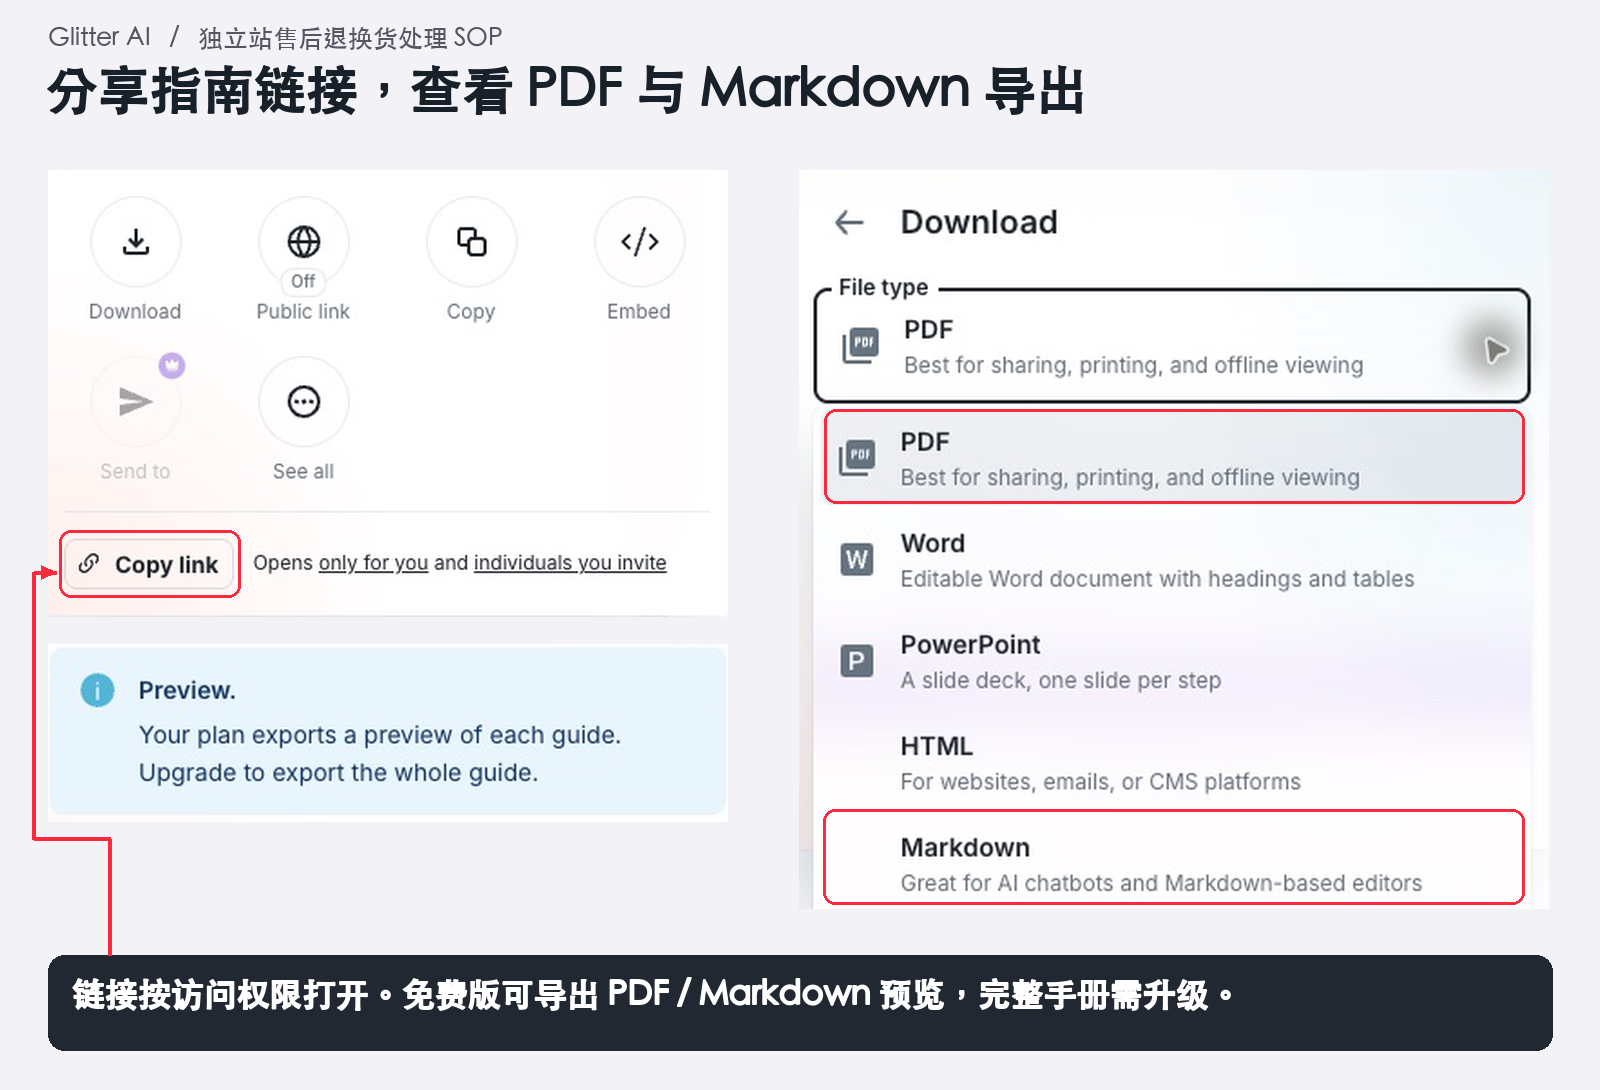 Glitter AI / 独立站售后退换货处理 SOP
分享指南链接，查看 PDF 与 Markdown 导出
Download
Off
Public link
Copy
Embed
Send to
See all
Copy link
Opens only for you and individuals you invite
Preview.
Your plan exports a preview of each guide.
Upgrade to export the whole guide.
Download
File type
PDF
PDF
Best for sharing, printing, and offline viewing
PDF
PDF
Best for sharing, printing, and offline viewing
W
Word
Editable Word document with headings and tables
P
PowerPoint
A slide deck, one slide per step
HTML
For websites, emails, or CMS platforms
Markdown
Great for AI chatbots and Markdown-based editors
链接按访问权限打开。免费版可导出 PDF / Markdown 预览，完整手册需升级。